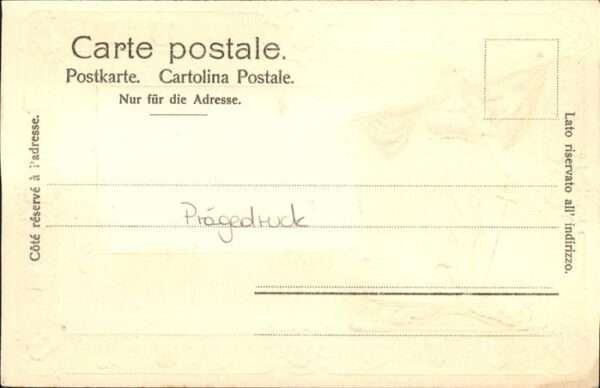 Carte postale.
Postkarte. Cartolina Postale.
Nur für die Adresse.
Côté réservé à l'adresse.
Lato riservato all' indirizzo.
Prägedruck